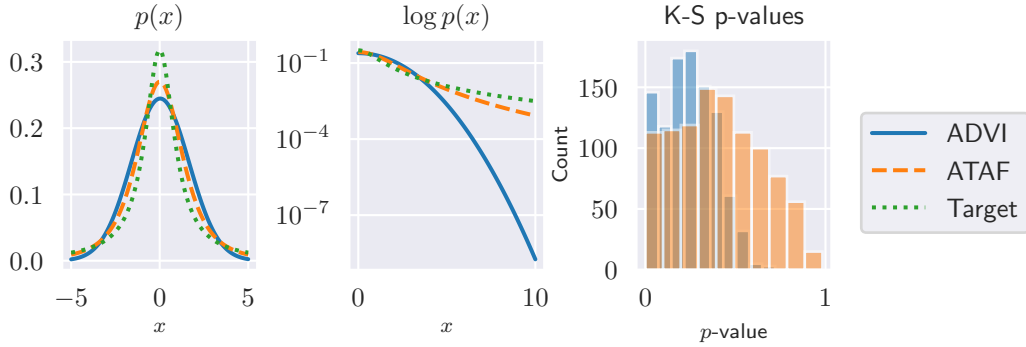 p(x)
0.3
0.2
0.1
0.0
−5 0 5
x
log p(x)
10⁻¹
10⁻⁴
10⁻⁷
0 10
x
K-S p-values
Count
150
100
50
0
0 1
p-value
ADVI
ATAF
Target